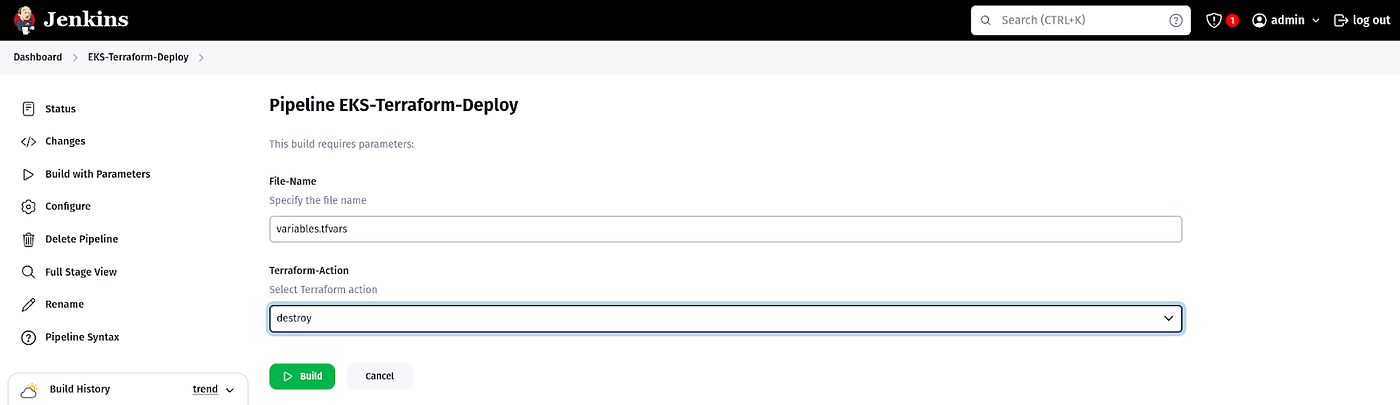 Jenkins
Search (CTRL+K)
1
admin
log out
Dashboard
EKS-Terraform-Deploy
Status
Changes
Build with Parameters
Configure
Delete Pipeline
Full Stage View
Rename
Pipeline Syntax
Build History
trend
Pipeline EKS-Terraform-Deploy
This build requires parameters:
File-Name
Specify the file name
variables.tfvars
Terraform-Action
Select Terraform action
destroy
Build
Cancel